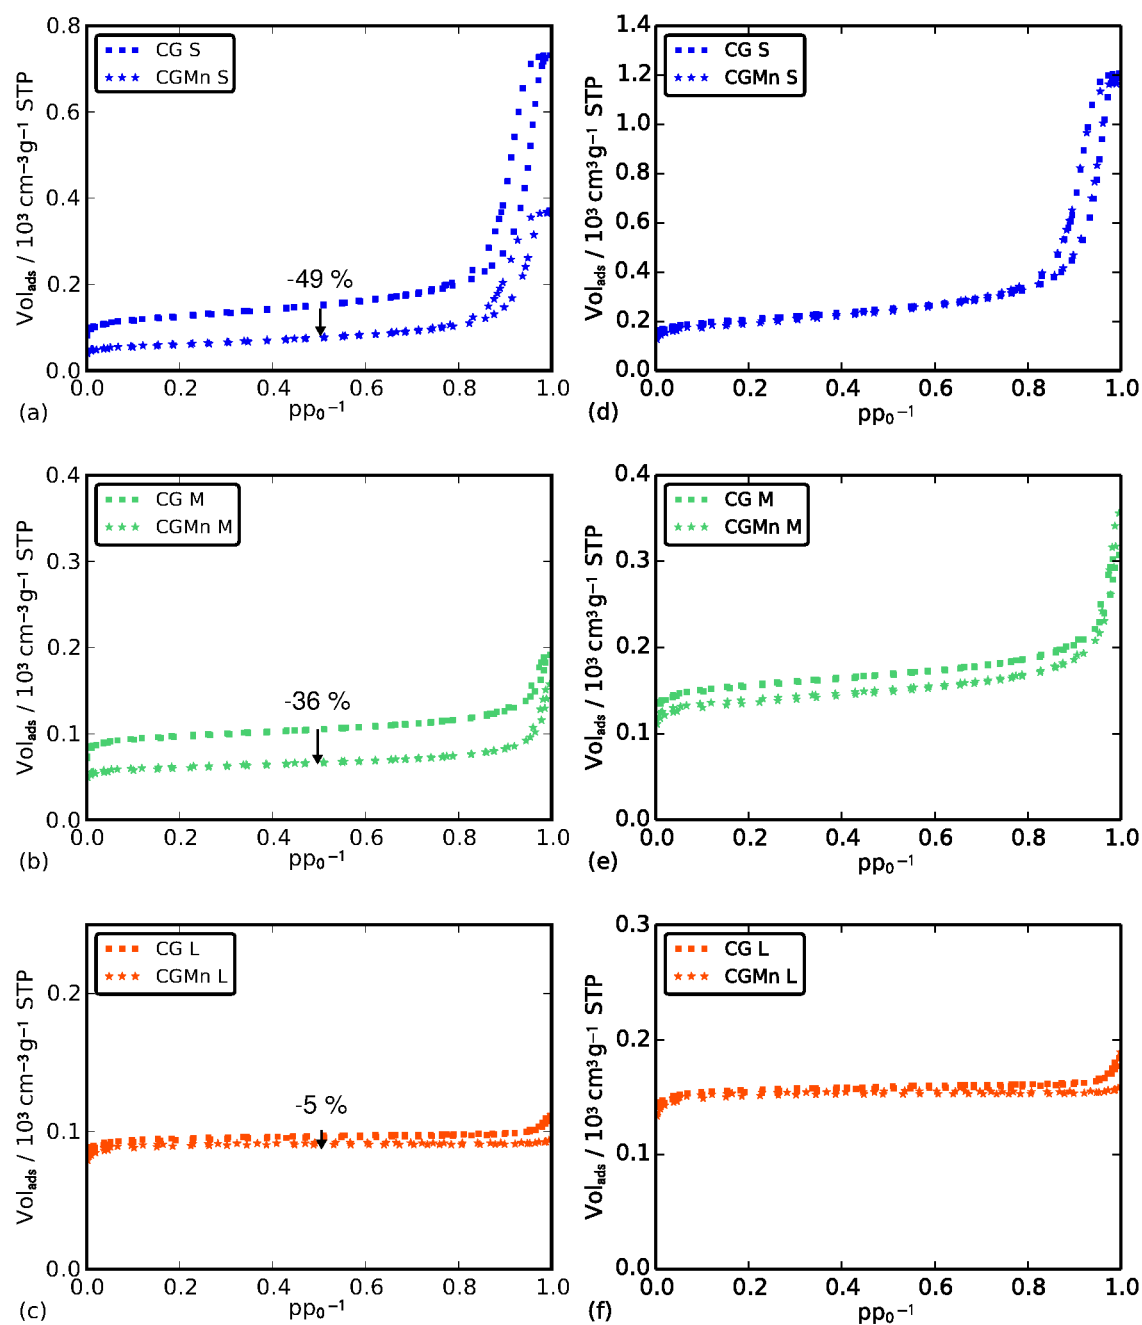 0.8
0.6
0.4
0.2
0.0
Vol_ads / 10³ cm⁻³g⁻¹ STP
CG S
CGMn S
-49 %
0.0 0.2 0.4 0.6 0.8 1.0
(a)
pp₀⁻¹
1.4
1.2
1.0
0.8
0.6
0.4
0.2
0.0
Vol_ads / 10³ cm³g⁻¹ STP
CG S
CGMn S
0.0 0.2 0.4 0.6 0.8 1.0
(d)
pp₀⁻¹
0.4
0.3
0.2
0.1
0.0
Vol_ads / 10³ cm⁻³g⁻¹ STP
CG M
CGMn M
-36 %
0.0 0.2 0.4 0.6 0.8 1.0
(b)
pp₀⁻¹
0.4
0.3
0.2
0.1
0.0
Vol_ads / 10³ cm³g⁻¹ STP
CG M
CGMn M
0.0 0.2 0.4 0.6 0.8 1.0
(e)
pp₀⁻¹
0.2
0.1
0.0
Vol_ads / 10³ cm⁻³g⁻¹ STP
CG L
CGMn L
-5 %
0.0 0.2 0.4 0.6 0.8 1.0
(c)
pp₀⁻¹
0.3
0.2
0.1
0.0
Vol_ads / 10³ cm³g⁻¹ STP
CG L
CGMn L
0.0 0.2 0.4 0.6 0.8 1.0
(f)
pp₀⁻¹